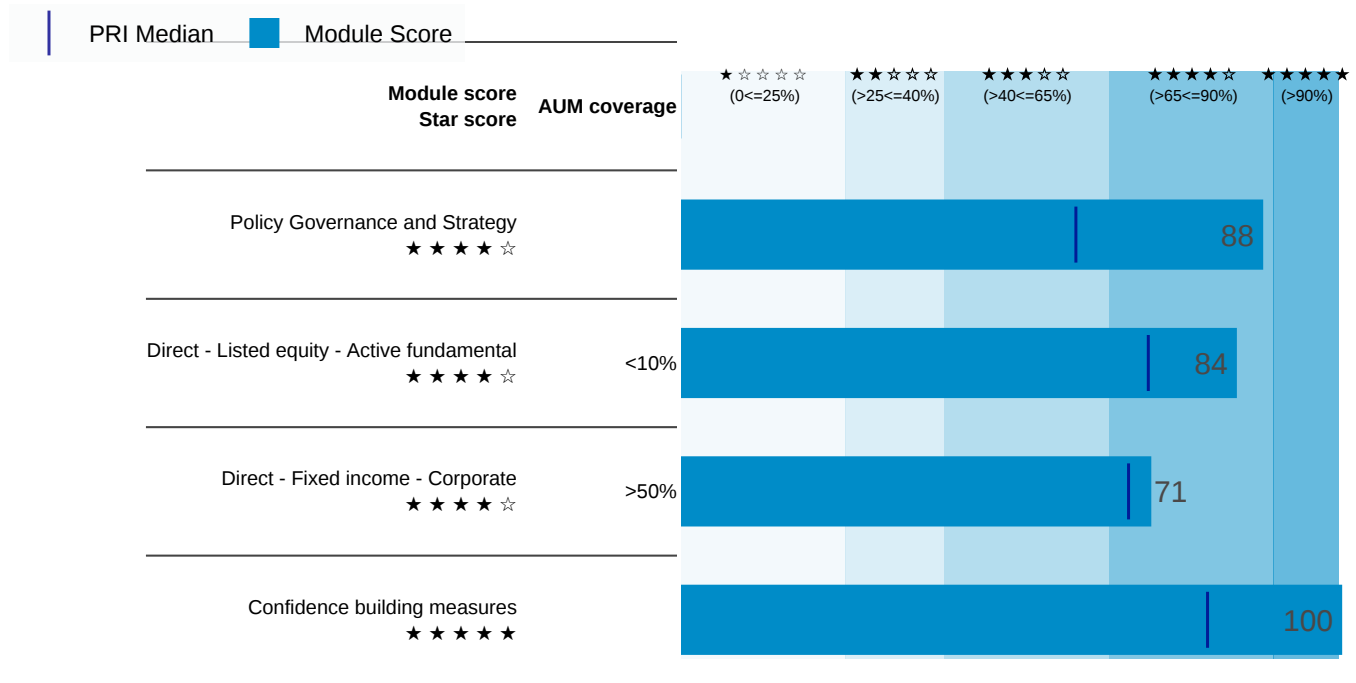 PRI Median Module Score
★☆☆☆☆ ★★☆☆☆ ★★★☆☆ ★★★★☆ ★★★★★
(0<=25%) (>25<=40%) (>40<=65%) (>65<=90%) (>90%)
Module score
Star score
AUM coverage
Policy Governance and Strategy
★★★★☆
88
Direct - Listed equity - Active fundamental
★★★★☆
<10%
84
Direct - Fixed income - Corporate
★★★★☆
>50%
71
Confidence building measures
★★★★★
100